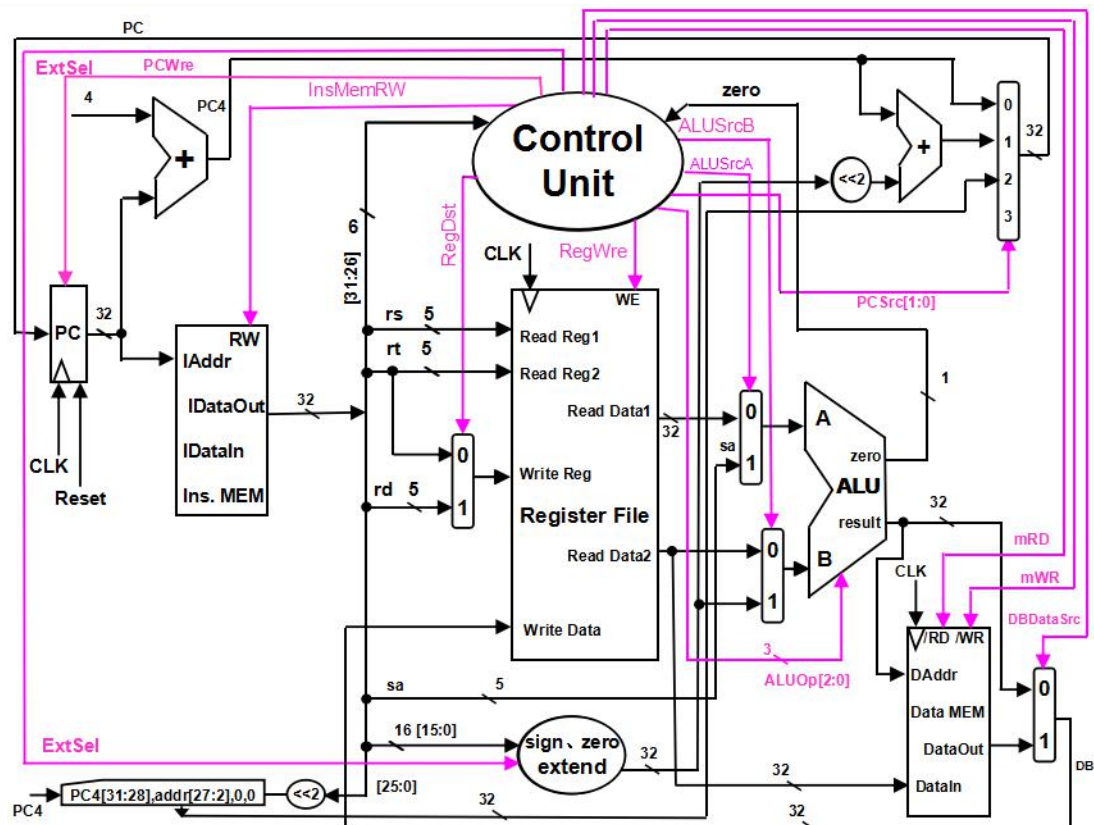 PC
ExtSel
PCWre
InsMemRW
4
PC4
+
Control
Unit
zero
ALUSrcB
ALUSrcA
RegDst
RegWre
<<2
+
0
1
2
3
32
PCSrc[1:0]
6
[31:26]
CLK
WE
PC
32
CLK
Reset
RW
IAddr
IDataOut
IDataIn
Ins. MEM
32
rs 5
rt 5
rd 5
0
1
Read Reg1
Read Reg2
Read Data1
Write Reg
Register File
Read Data2
Write Data
32
sa
0
1
0
1
A
zero
ALU
result
B
1
32
3
ALUOp[2:0]
mRD
mWR
DBDataSrc
CLK
/RD /WR
DAddr
Data MEM
DataOut
DataIn
0
1
DB
sa 5
16 [15:0]
ExtSel
sign、zero
extend
32
32
[25:0]
<<2
PC4[31:28],addr[27:2],0,0
PC4
32
32